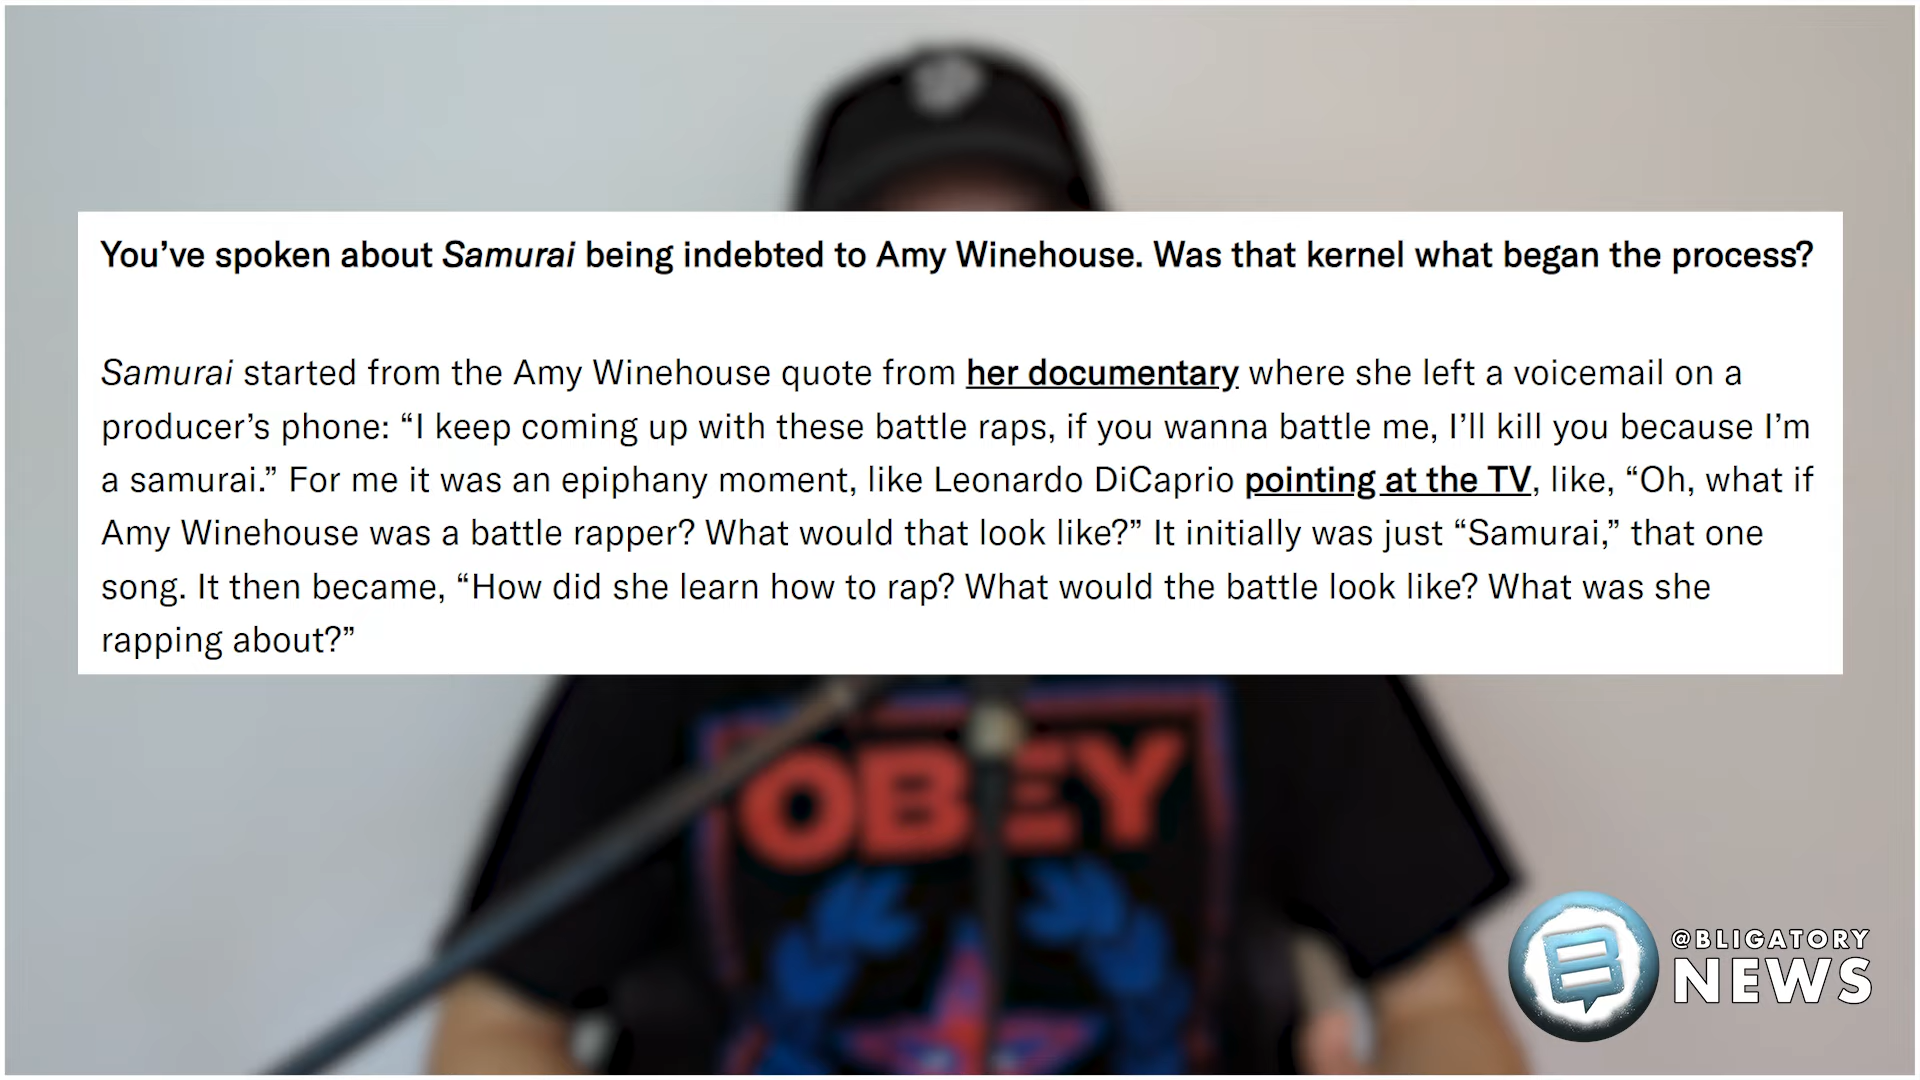 You’ve spoken about Samurai being indebted to Amy Winehouse. Was that kernel what began the process?
Samurai started from the Amy Winehouse quote from her documentary where she left a voicemail on a
producer’s phone: “I keep coming up with these battle raps, if you wanna battle me, I’ll kill you because I’m
a samurai.” For me it was an epiphany moment, like Leonardo DiCaprio pointing at the TV, like, “Oh, what if
Amy Winehouse was a battle rapper? What would that look like?” It initially was just “Samurai,” that one
song. It then became, “How did she learn how to rap? What would the battle look like? What was she
rapping about?”
OBEY
@BLIGATORY
NEWS